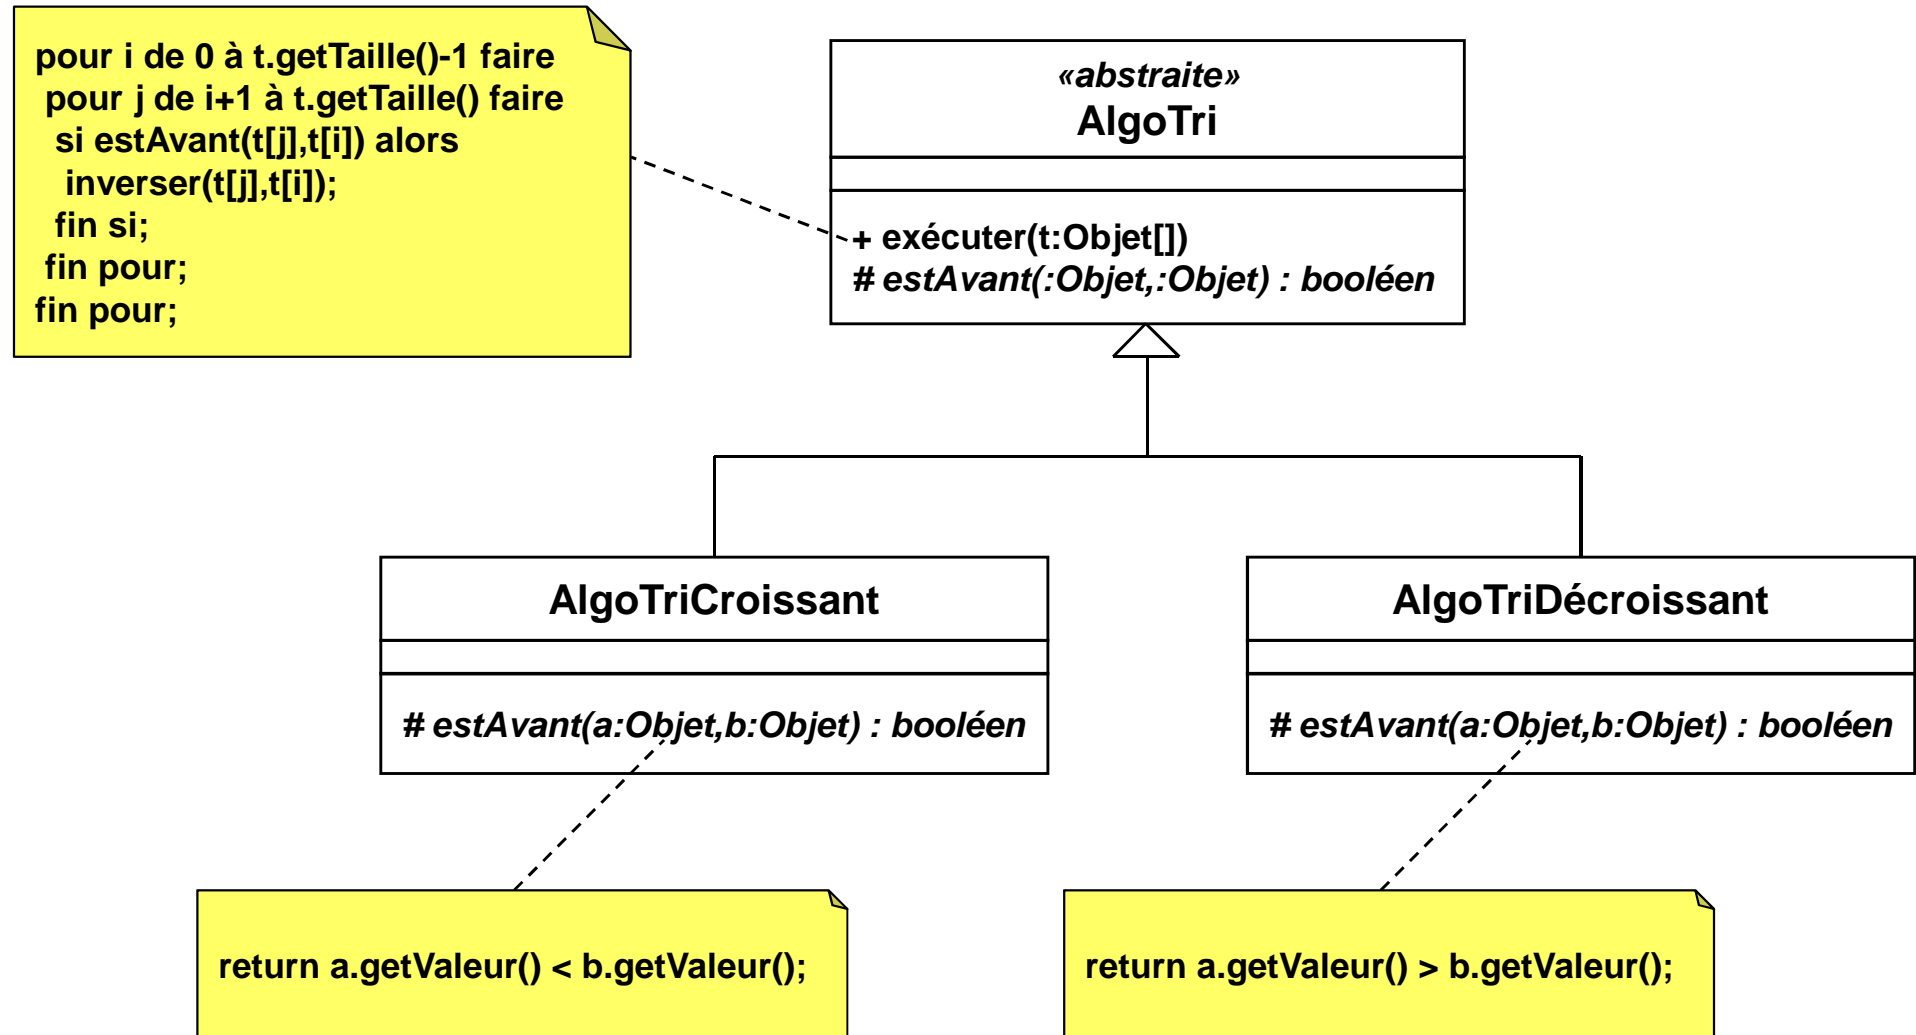 pour i de 0 à t.getTaille()-1 faire
pour j de i+1 à t.getTaille() faire
si estAvant(t[j],t[i]) alors
inverser(t[j],t[i]);
fin si;
fin pour;
fin pour;
«abstraite»
AlgoTri
+ exécuter(t:Objet[])
# estAvant(:Objet,:Objet) : booléen
AlgoTriCroissant
# estAvant(a:Objet,b:Objet) : booléen
AlgoTriDécroissant
# estAvant(a:Objet,b:Objet) : booléen
return a.getValeur() < b.getValeur();
return a.getValeur() > b.getValeur();